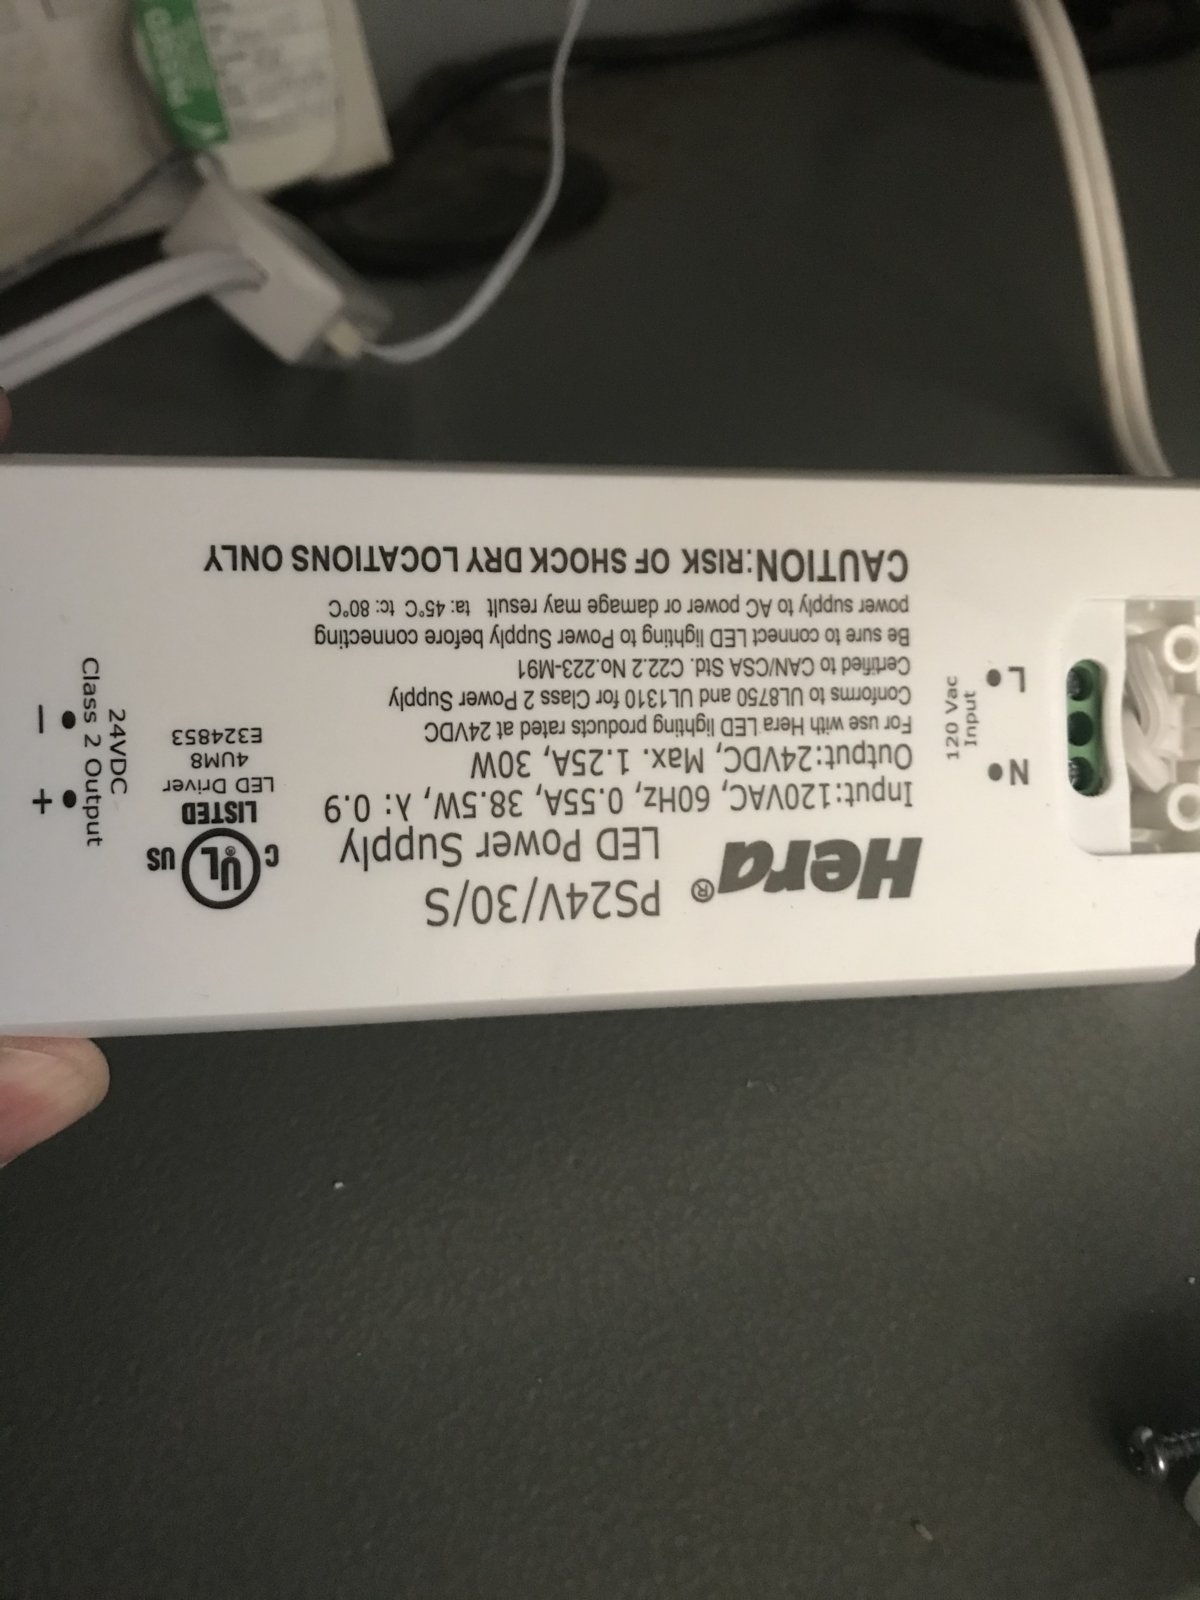 Hera®
PS24V/30/S
LED Power Supply
Input:120VAC, 60Hz, 0.55A, 38.5W, λ: 0.9
Output:24VDC, Max. 1.25A, 30W
For use with Hera LED lighting products rated at 24VDC
Conforms to UL8750 and UL1310 for Class 2 Power Supply
Certified to CAN/CSA Std. C22.2 No.223-M91
Be sure to connect LED lighting to Power Supply before connecting
power supply to AC power or damage may result ta: 45°C tc: 80°C
CAUTION:RISK OF SHOCK DRY LOCATIONS ONLY
N
L
120 Vac
Input
C UL® US
LISTED
LED Driver
4UM8
E324853
24VDC
Class 2 Output
+
−